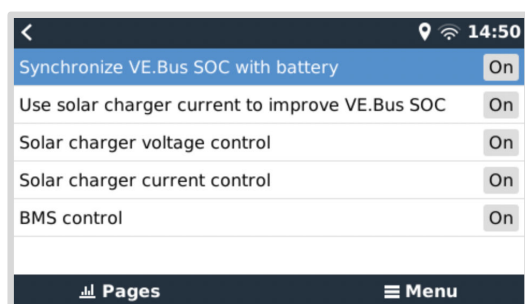 14:50
Synchronize VE.Bus SOC with battery On
Use solar charger current to improve VE.Bus SOC On
Solar charger voltage control On
Solar charger current control On
BMS control On
Pages Menu